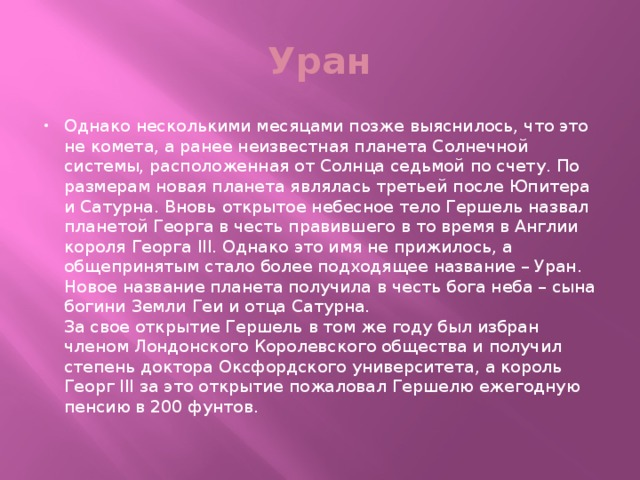 Уран
• Однако несколькими месяцами позже выяснилось, что это
не комета, а ранее неизвестная планета Солнечной
системы, расположенная от Солнца седьмой по счету. По
размерам новая планета являлась третьей после Юпитера
и Сатурна. Вновь открытое небесное тело Гершель назвал
планетой Георга в честь правившего в то время в Англии
короля Георга III. Однако это имя не прижилось, а
общепринятым стало более подходящее название – Уран.
Новое название планета получила в честь бога неба – сына
богини Земли Геи и отца Сатурна.
За свое открытие Гершель в том же году был избран
членом Лондонского Королевского общества и получил
степень доктора Оксфордского университета, а король
Георг III за это открытие пожаловал Гершелю ежегодную
пенсию в 200 фунтов.